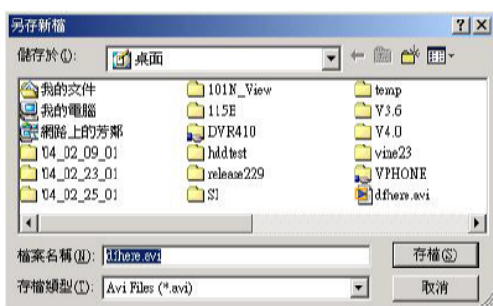 另存新檔
儲存於(I): 桌面
我的文件 101N_View temp
我的電腦 115E V3.6
網路上的芳鄰 DVR410 V4.0
'04_02_09_01 hddtest vine23
'04_02_23_01 release229 VPHONE
'04_02_25_01 SI dfhere.avi
檔案名稱(N): dfhere.avi 存檔(S)
存檔類型(T): Avi Files (*.avi) 取消